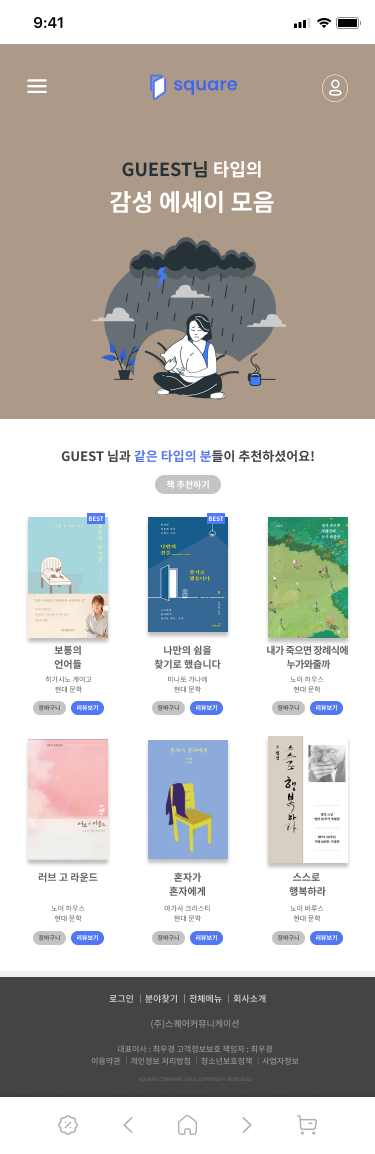 9:41
square
GUEEST님 타입의
감성 에세이 모음
GUEST 님과 같은 타입의 분들이 추천하셨어요!
책 추천하기
BEST
BEST
나만의
쉼을
찾기로
했습니다
보통의
언어들
히가시노 게이고
현대 문학
장바구니
리뷰보기
나만의 쉼을
찾기로 했습니다
미나토 가나에
현대 문학
장바구니
리뷰보기
내가 죽으면 장례식에
누가와줄까
노이 하우스
현대 문학
장바구니
리뷰보기
혼자가 혼자에게
스스로
행복하라
러브 고 라운드
노이 하우스
현대 문학
장바구니
리뷰보기
혼자가
혼자에게
아가사 크리스티
현대 문학
장바구니
리뷰보기
스스로
행복하라
노이 바루스
현대 문학
장바구니
리뷰보기
로그인 | 분야찾기 | 전체메뉴 | 회사소개
(주)스퀘어커뮤니케이션
대표이사 : 최우경 고객정보보호 책임자 : 최우경
이용약관 | 개인정보 처리방침 | 청소년보호정책 | 사업자정보